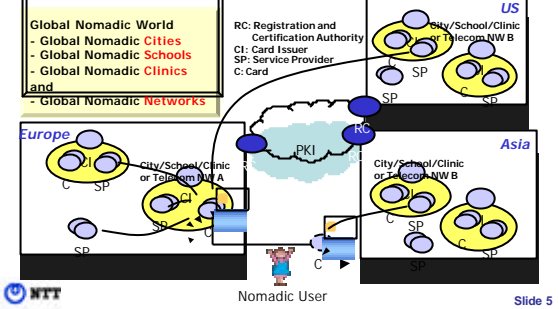 Global Nomadic World
- Global Nomadic Cities
- Global Nomadic Schools
- Global Nomadic Clinics
and
- Global Nomadic Networks
RC: Registration and
Certification Authority
CI: Card Issuer
SP: Service Provider
C: Card
US
City/School/Clinic
or Telecom NW B
C
SP
C
SP
SP
RC
RC
PKI
Europe
CI
C
SP
City/School/Clinic
or Telecom NW A
CI
SP
C
SP
Asia
City/School/Clinic
or Telecom NW B
C
SP
C
SP
SP
C
Nomadic User
NTT
Slide 5